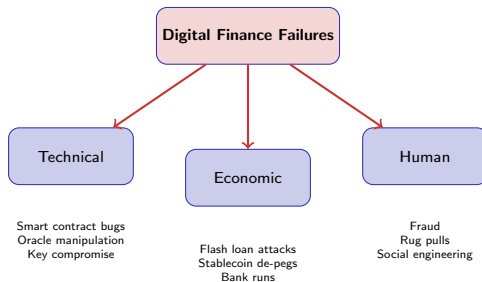 Digital Finance Failures
Technical
Economic
Human
Smart contract bugs
Oracle manipulation
Key compromise
Flash loan attacks
Stablecoin de-pegs
Bank runs
Fraud
Rug pulls
Social engineering